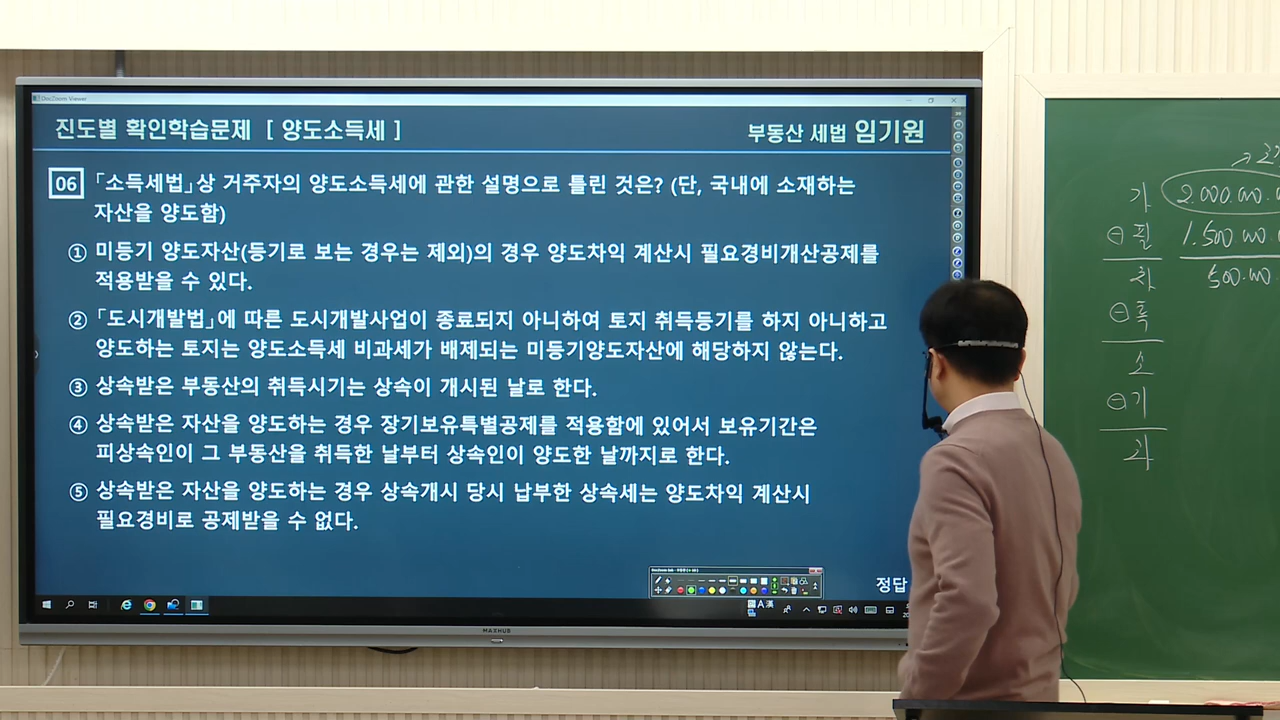 DocZoom Viewer
진도별 확인학습문제 [ 양도소득세 ]
부동산 세법 임기원
06 「소득세법」상 거주자의 양도소득세에 관한 설명으로 틀린 것은? (단, 국내에 소재하는
자산을 양도함)
① 미등기 양도자산(등기로 보는 경우는 제외)의 경우 양도차익 계산시 필요경비개산공제를
적용받을 수 있다.
② 「도시개발법」에 따른 도시개발사업이 종료되지 아니하여 토지 취득등기를 하지 아니하고
양도하는 토지는 양도소득세 비과세가 배제되는 미등기양도자산에 해당하지 않는다.
③ 상속받은 부동산의 취득시기는 상속이 개시된 날로 한다.
④ 상속받은 자산을 양도하는 경우 장기보유특별공제를 적용함에 있어서 보유기간은
피상속인이 그 부동산을 취득한 날부터 상속인이 양도한 날까지로 한다.
⑤ 상속받은 자산을 양도하는 경우 상속개시 당시 납부한 상속세는 양도차익 계산시
필요경비로 공제받을 수 없다.
정답
A 漢
MAXHUB
가 2.000.000.0
⊖필 1.500.000.0
차 500.000
⊖특
소
⊖기
과